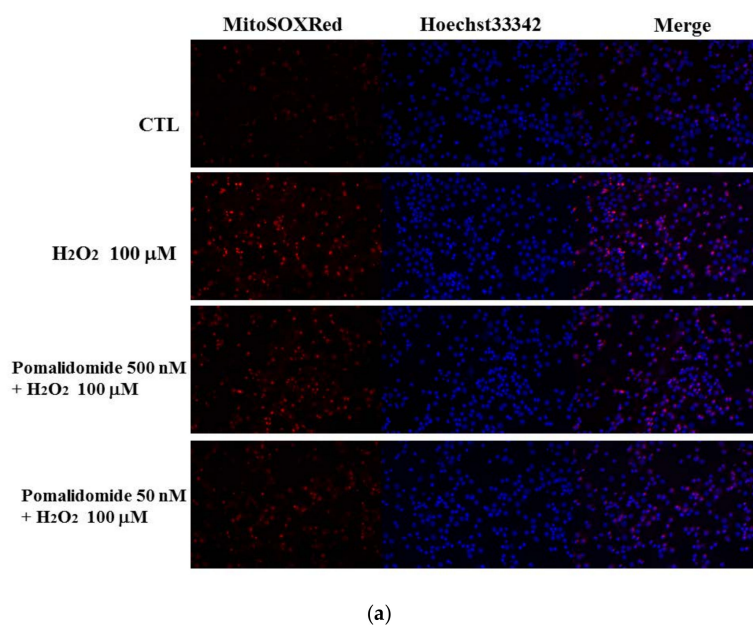 MitoSOXRed Hoechst33342 Merge
CTL
H2O2 100 μM
Pomalidomide 500 nM
+ H2O2 100 μM
Pomalidomide 50 nM
+ H2O2 100 μM
(a)